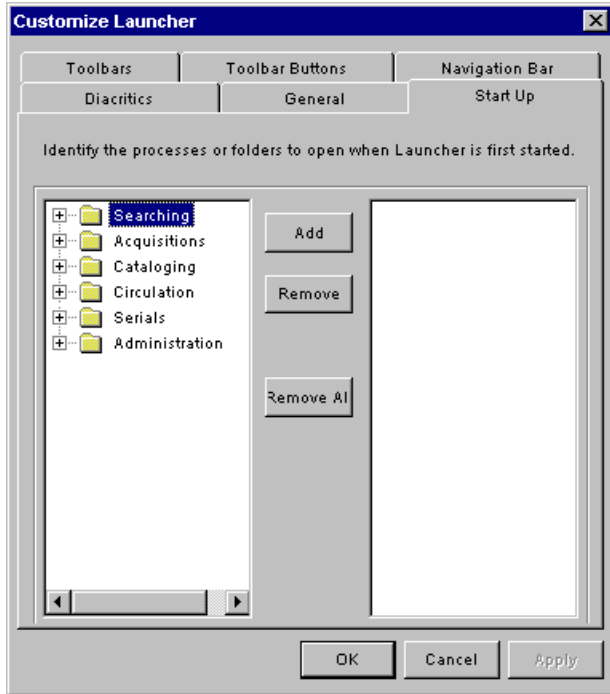 Customize Launcher
Toolbars Toolbar Buttons Navigation Bar
Diacritics General Start Up
Identify the processes or folders to open when Launcher is first started.
Searching
Acquisitions
Cataloging
Circulation
Serials
Administration
Add
Remove
Remove Al
OK Cancel Apply